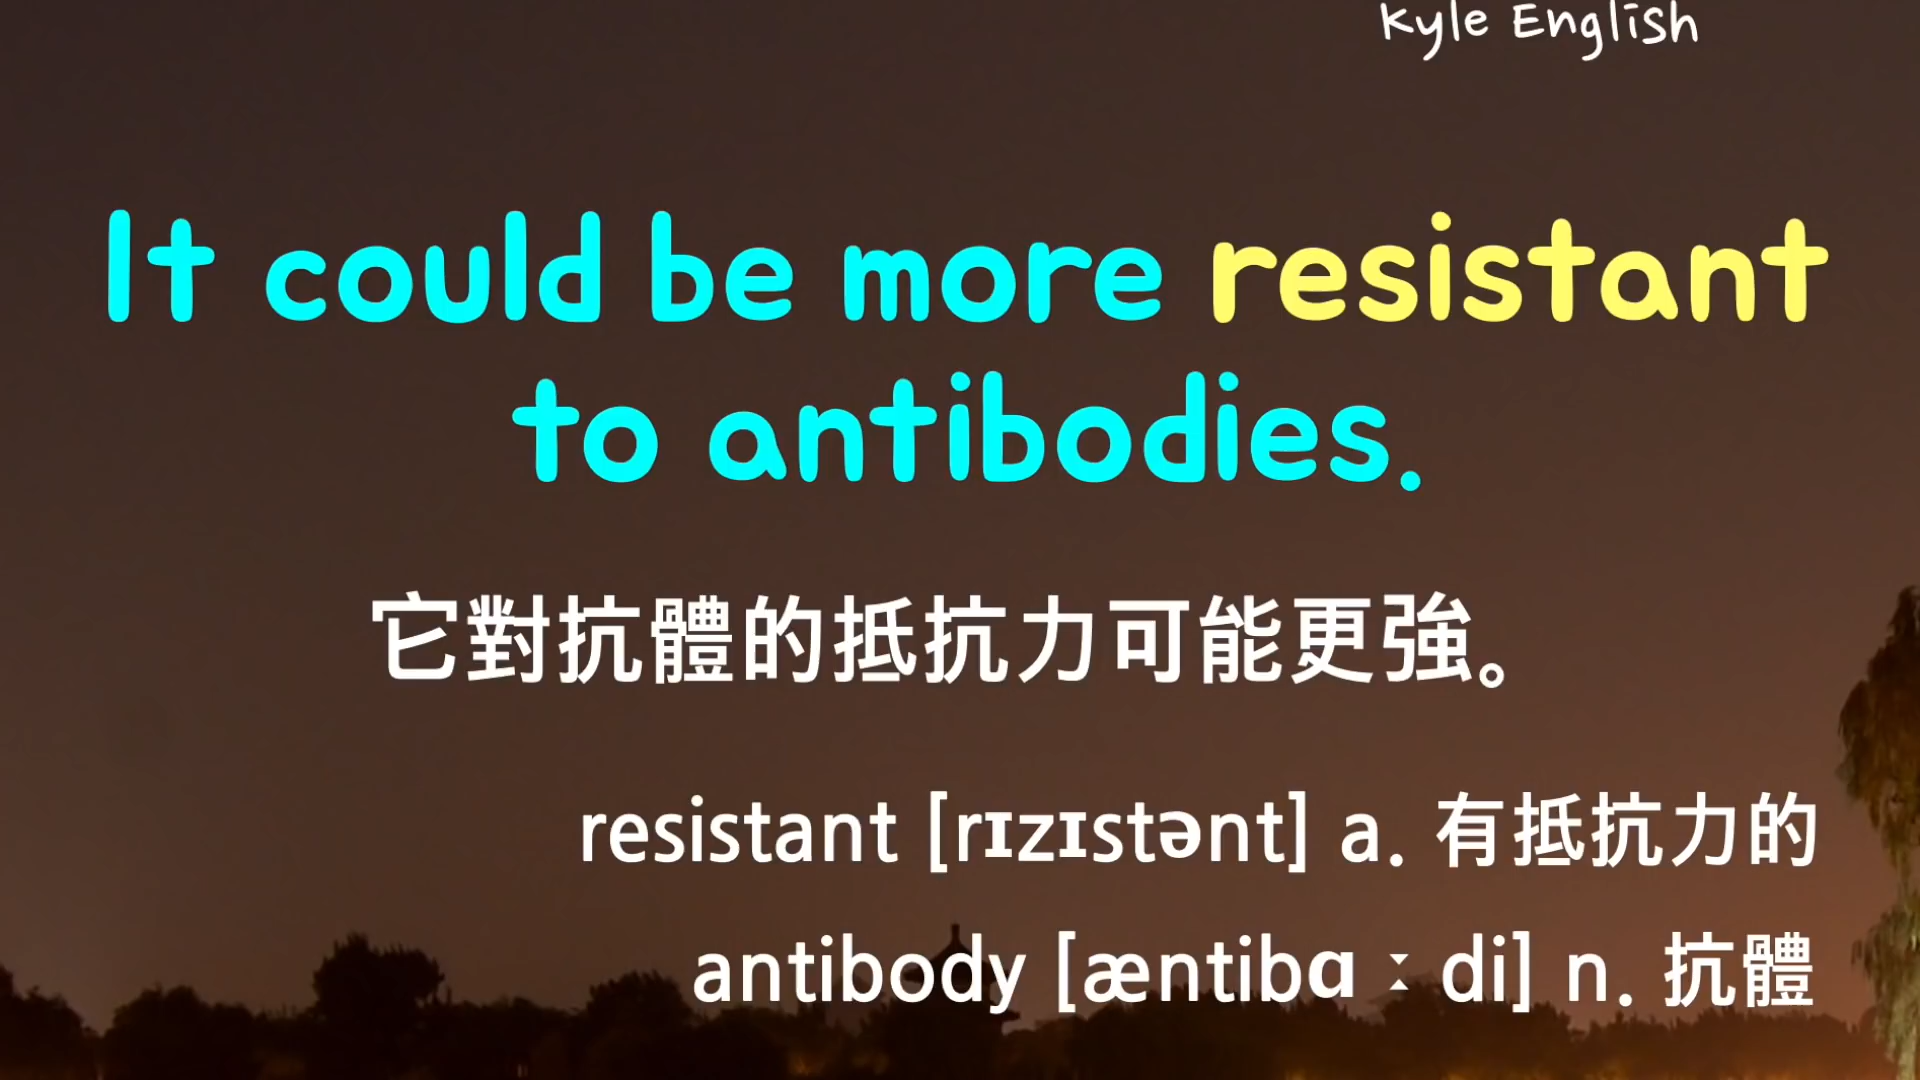 Kyle English
It could be more resistant
to antibodies.
它對抗體的抵抗力可能更強。
resistant [rɪzɪstənt] a. 有抵抗力的
antibody [æntibɑːdi] n. 抗體